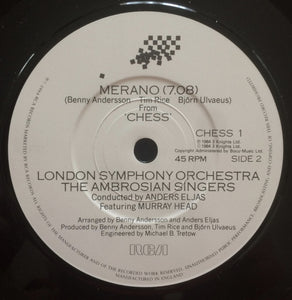 MERANO (7.08)
(Benny Andersson Tim Rice Björn Ulvaeus)
From
'CHESS'
CHESS 1
℗ 1984 3 Knights Ltd.
© 1984 3 Knights Ltd.
Copyright Administered by Bocu Music Ltd.
45 RPM SIDE 2
LONDON SYMPHONY ORCHESTRA
THE AMBROSIAN SINGERS
conducted by ANDERS ELJAS
Featuring MURRAY HEAD
Arranged by Benny Andersson and Anders Eljas
Produced by Benny Andersson, Tim Rice and Björn Ulvaeus
Engineered by Michael B. Tretow
RCA